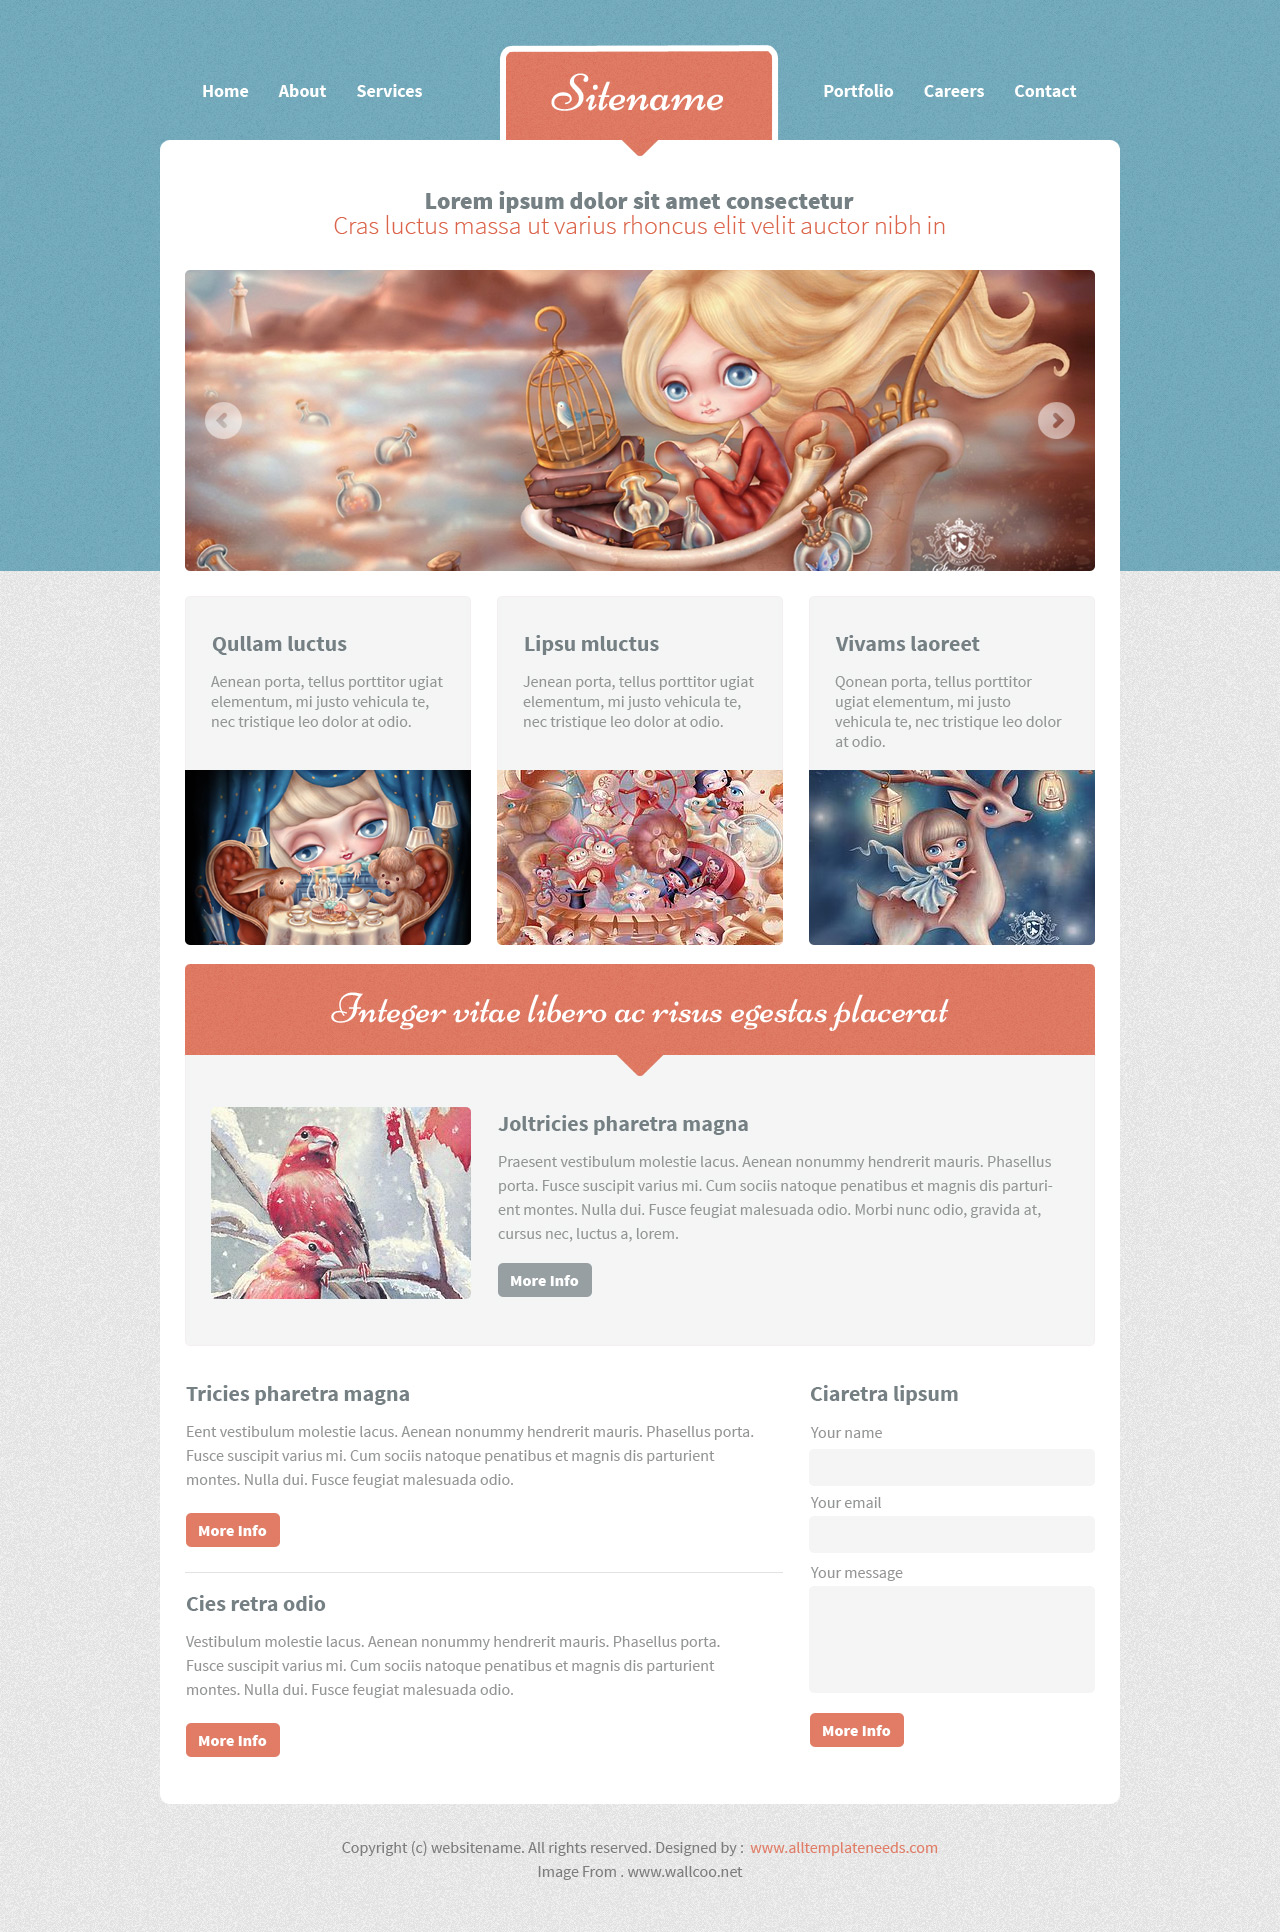 Home About Services Sitename Portfolio Careers Contact
Lorem ipsum dolor sit amet consectetur
Cras luctus massa ut varius rhoncus elit velit auctor nibh in
Qullam luctus
Aenean porta, tellus porttitor ugiat
elementum, mi justo vehicula te,
nec tristique leo dolor at odio.
Lipsu mluctus
Jenean porta, tellus porttitor ugiat
elementum, mi justo vehicula te,
nec tristique leo dolor at odio.
Vivams laoreet
Qonean porta, tellus porttitor
ugiat elementum, mi justo
vehicula te, nec tristique leo dolor
at odio.
Integer vitae libero ac risus egestas placerat
Joltricies pharetra magna
Praesent vestibulum molestie lacus. Aenean nonummy hendrerit mauris. Phasellus
porta. Fusce suscipit varius mi. Cum sociis natoque penatibus et magnis dis parturi-
ent montes. Nulla dui. Fusce feugiat malesuada odio. Morbi nunc odio, gravida at,
cursus nec, luctus a, lorem.
More Info
Tricies pharetra magna
Eent vestibulum molestie lacus. Aenean nonummy hendrerit mauris. Phasellus porta.
Fusce suscipit varius mi. Cum sociis natoque penatibus et magnis dis parturient
montes. Nulla dui. Fusce feugiat malesuada odio.
More Info
Cies retra odio
Vestibulum molestie lacus. Aenean nonummy hendrerit mauris. Phasellus porta.
Fusce suscipit varius mi. Cum sociis natoque penatibus et magnis dis parturient
montes. Nulla dui. Fusce feugiat malesuada odio.
More Info
Ciaretra lipsum
Your name
Your email
Your message
More Info
Copyright (c) websitename. All rights reserved. Designed by : www.alltemplateneeds.com
Image From . www.wallcoo.net